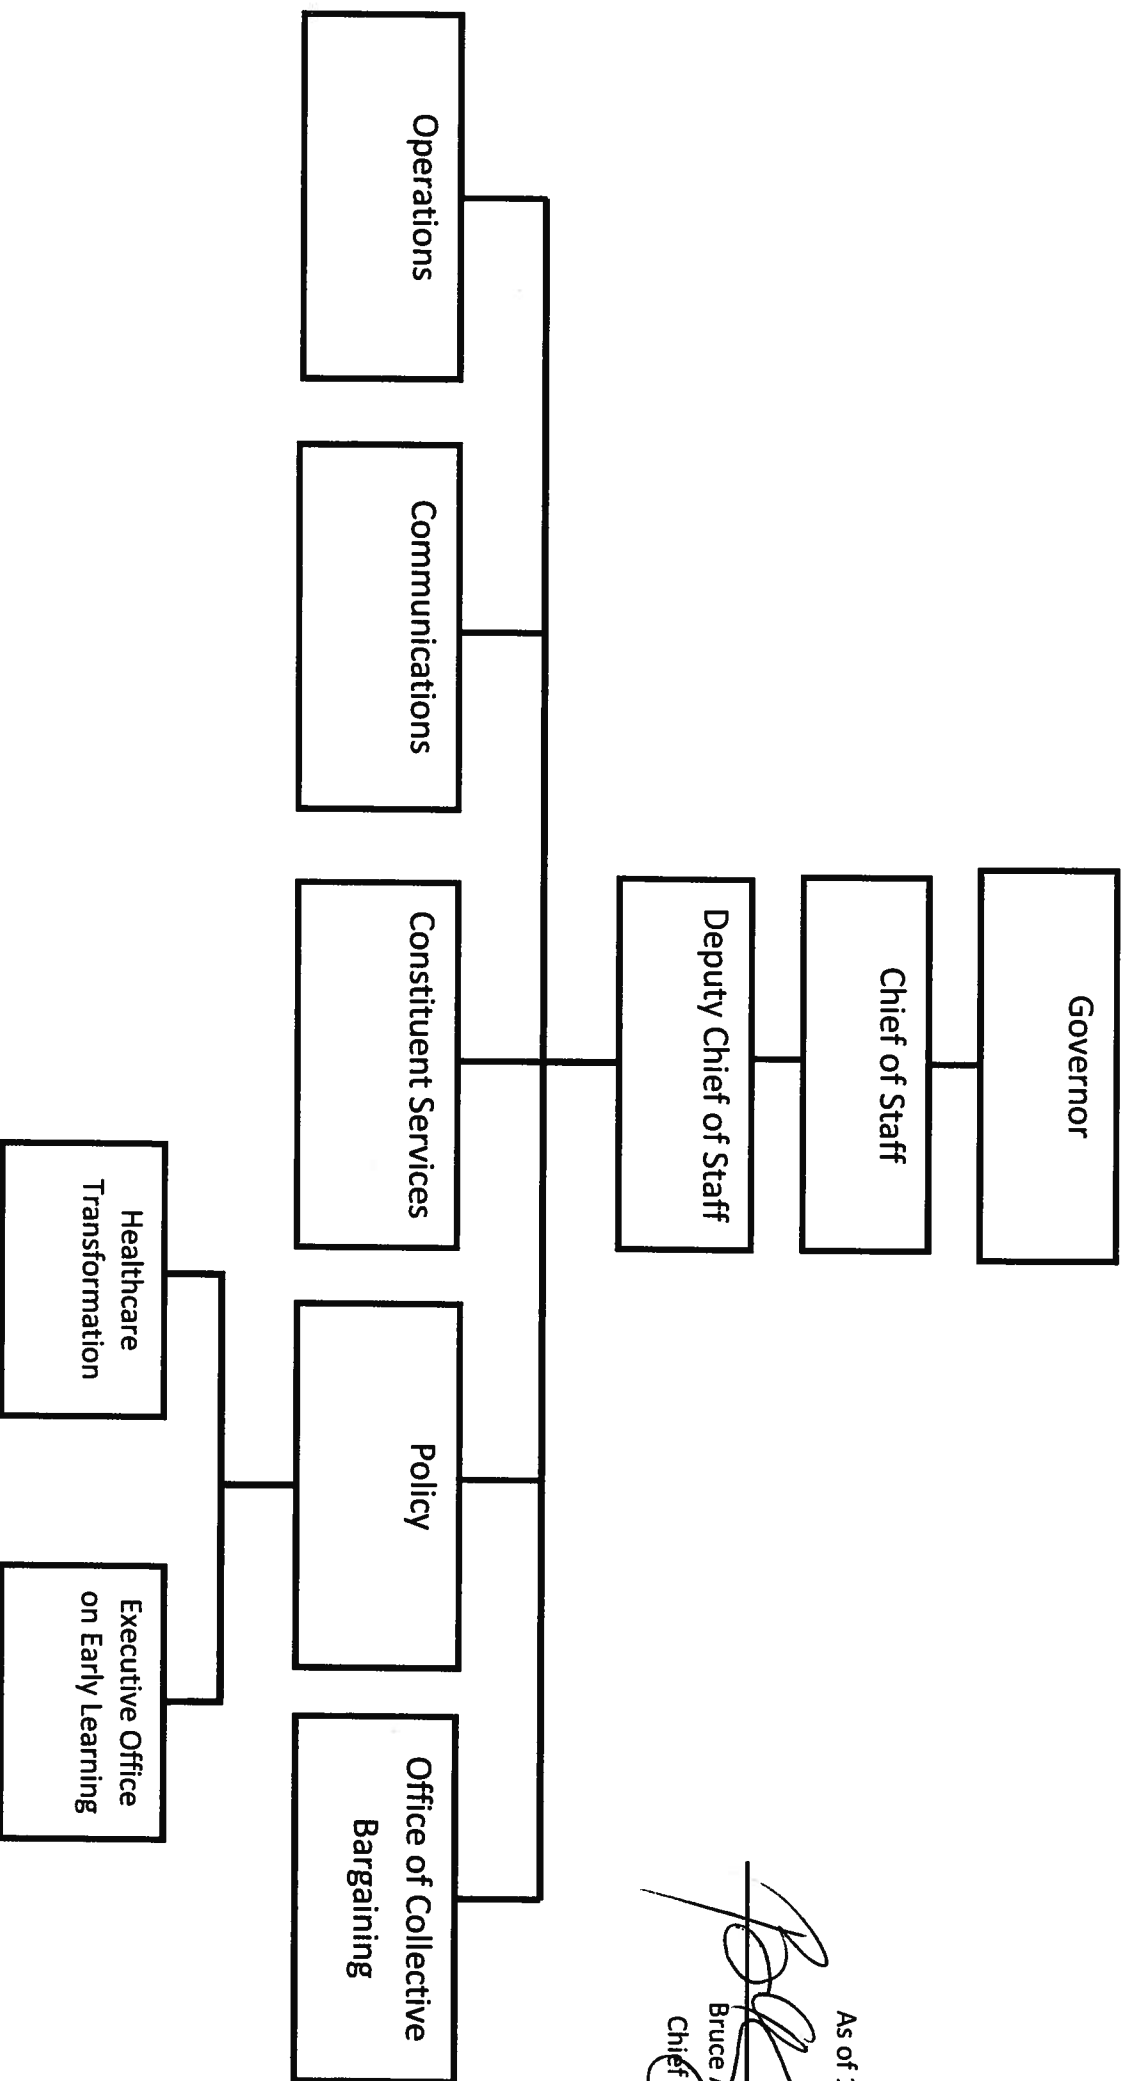 Governor
Chief of Staff
Deputy Chief of Staff
As of
Bruce
Chief
Operations
Communications
Constituent Services
Policy
Office of Collective
Bargaining
Healthcare
Transformation
Executive Office
on Early Learning